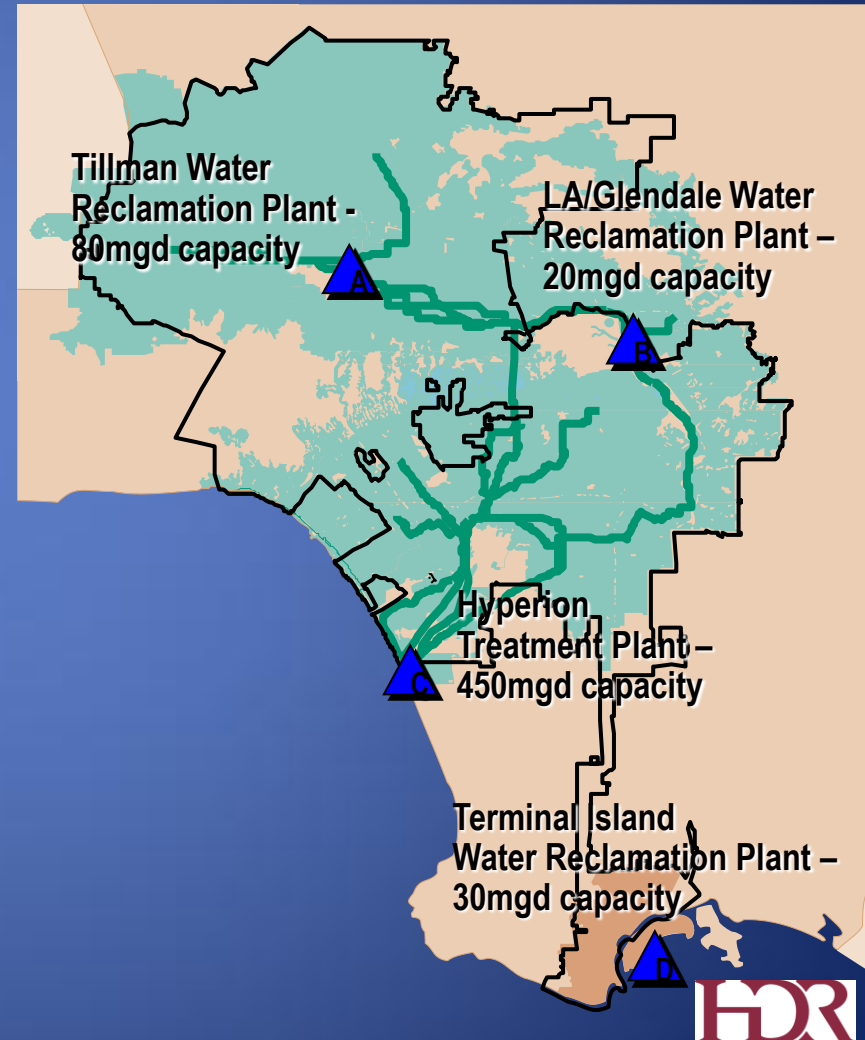 Tillman Water
Reclamation Plant -
80mgd capacity
LA/Glendale Water
Reclamation Plant –
20mgd capacity
A
B
Hyperion
Treatment Plant –
450mgd capacity
C
Terminal Island
Water Reclamation Plant –
30mgd capacity
D
HDR